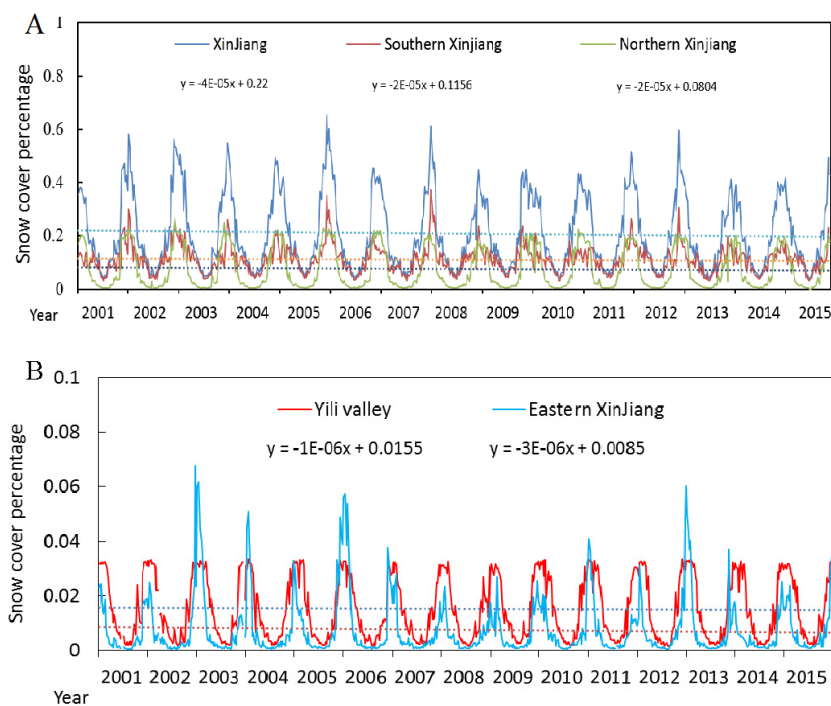 A
1
XinJiang Southern Xinjiang Northern Xinjiang
y = -4E-05x + 0.22 y = -2E-05x + 0.1156 y = -2E-05x + 0.0804
0.8
0.6
0.4
0.2
0
Snow cover percentage
Year 2001 2002 2003 2004 2005 2006 2007 2008 2009 2010 2011 2012 2013 2014 2015
B
0.1
Yili valley Eastern XinJiang
y = -1E-06x + 0.0155 y = -3E-06x + 0.0085
0.08
0.06
0.04
0.02
0
Snow cover percentage
2001 2002 2003 2004 2005 2006 2007 2008 2009 2010 2011 2012 2013 2014 2015
Year